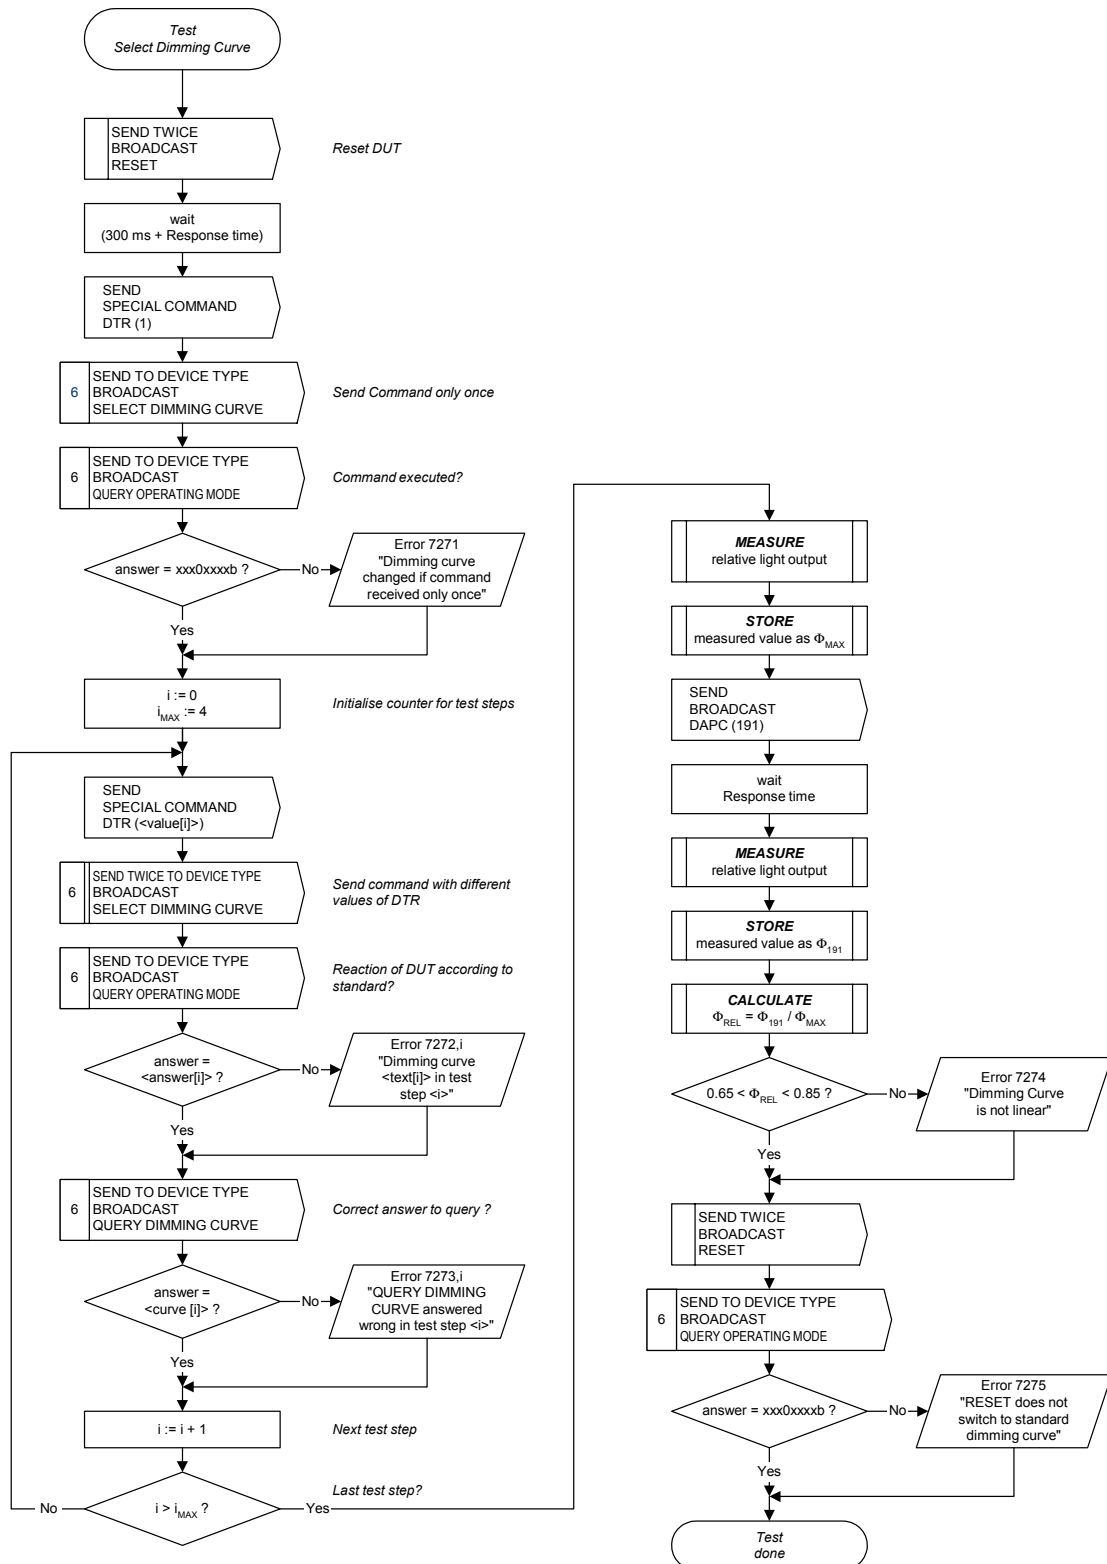 Test
Select Dimming Curve
SEND TWICE
BROADCAST
RESET
Reset DUT
wait
(300 ms + Response time)
SEND
SPECIAL COMMAND
DTR (1)
6
SEND TO DEVICE TYPE
BROADCAST
SELECT DIMMING CURVE
Send Command only once
6
SEND TO DEVICE TYPE
BROADCAST
QUERY OPERATING MODE
Command executed?
answer = xxx0xxxxb ?
No
Error 7271
"Dimming curve
changed if command
received only once"
Yes
i := 0
iMAX := 4
Initialise counter for test steps
SEND
SPECIAL COMMAND
DTR (<value[i]>)
6
SEND TWICE TO DEVICE TYPE
BROADCAST
SELECT DIMMING CURVE
Send command with different
values of DTR
6
SEND TO DEVICE TYPE
BROADCAST
QUERY OPERATING MODE
Reaction of DUT according to
standard?
answer =
<answer[i]> ?
No
Error 7272,i
"Dimming curve
<text[i]> in test
step <i>"
Yes
6
SEND TO DEVICE TYPE
BROADCAST
QUERY DIMMING CURVE
Correct answer to query ?
answer =
<curve [i]> ?
No
Error 7273,i
"QUERY DIMMING
CURVE answered
wrong in test step <i>"
Yes
i := i + 1
Next test step
i > iMAX ?
Last test step?
No
Yes
MEASURE
relative light output
STORE
measured value as ΦMAX
SEND
BROADCAST
DAPC (191)
wait
Response time
MEASURE
relative light output
STORE
measured value as Φ191
CALCULATE
ΦREL = Φ191 / ΦMAX
0.65 < ΦREL < 0.85 ?
No
Error 7274
"Dimming Curve
is not linear"
Yes
SEND TWICE
BROADCAST
RESET
6
SEND TO DEVICE TYPE
BROADCAST
QUERY OPERATING MODE
answer = xxx0xxxxb ?
No
Error 7275
"RESET does not
switch to standard
dimming curve"
Yes
Test
done